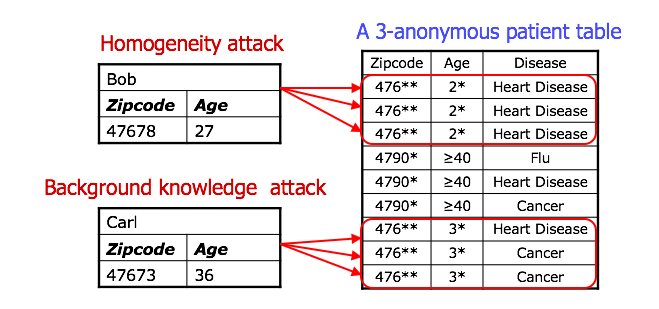 Homogeneity attack
Bob
Zipcode Age
47678 27
Background knowledge attack
Carl
Zipcode Age
47673 36
A 3-anonymous patient table
Zipcode Age Disease
476** 2* Heart Disease
476** 2* Heart Disease
476** 2* Heart Disease
4790* ≥40 Flu
4790* ≥40 Heart Disease
4790* ≥40 Cancer
476** 3* Heart Disease
476** 3* Cancer
476** 3* Cancer